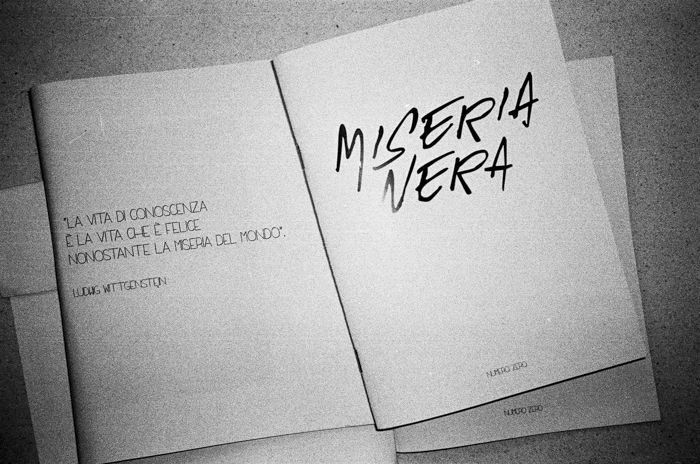 "LA VITA DI CONOSCENZA
È LA VITA CHE È FELICE
NONOSTANTE LA MISERIA DEL MONDO".
LUDWIG WITTGENSTEIN
MISERIA
NERA
NUMERO ZERO
NUMERO ZERO